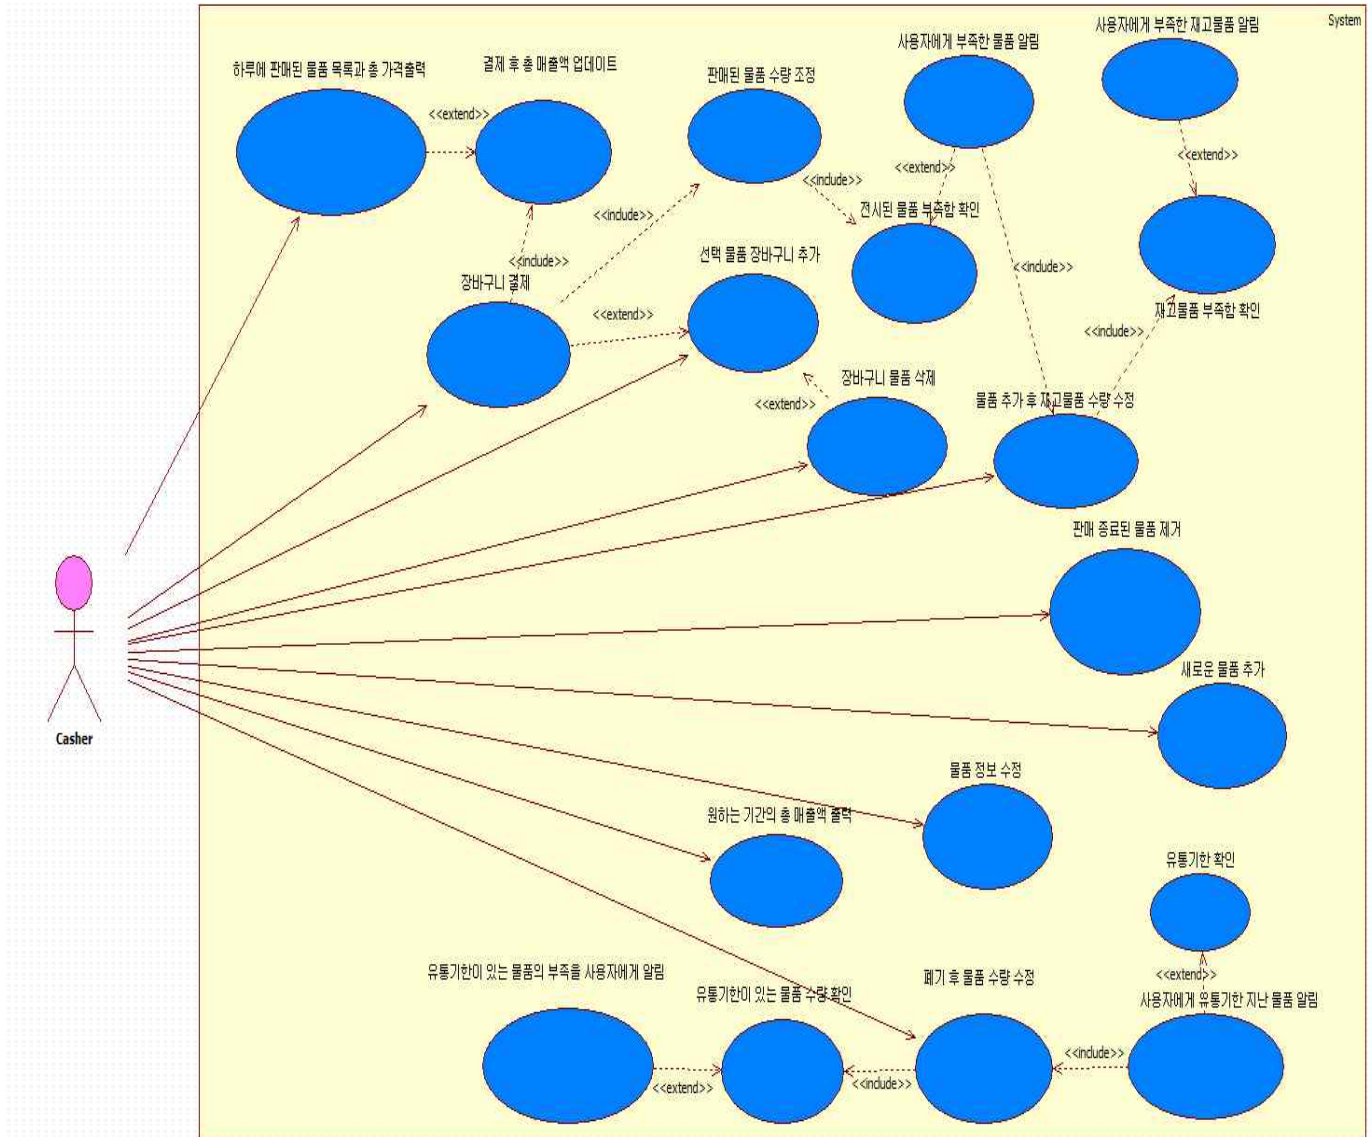 System
하루에 판매된 물품 목록과 총 가격출력
결제 후 총 매출액 업데이트
판매된 물품 수량 조정
사용자에게 부족한 물품 알림
사용자에게 부족한 재고물품 알림
<<extend>>
<<extend>>
<<extend>>
<<include>>
<<include>>
전시된 물품 부족함 확인
선택 물품 장바구니 추가
<<include>>
<<include>>
장바구니 결제
<<extend>>
재고물품 부족함 확인
<<include>>
장바구니 물품 삭제
<<extend>>
물품 추가 후 재고물품 수량 수정
판매 종료된 물품 제거
새로운 물품 추가
Casher
물품 정보 수정
원하는 기간의 총 매출액 출력
유통기한 확인
유통기한이 있는 물품의 부족을 사용자에게 알림
유통기한이 있는 물품 수량 확인
폐기 후 물품 수량 수정
<<extend>>
사용자에게 유통기한 지난 물품 알림
<<include>>
<<extend>>
<<include>>